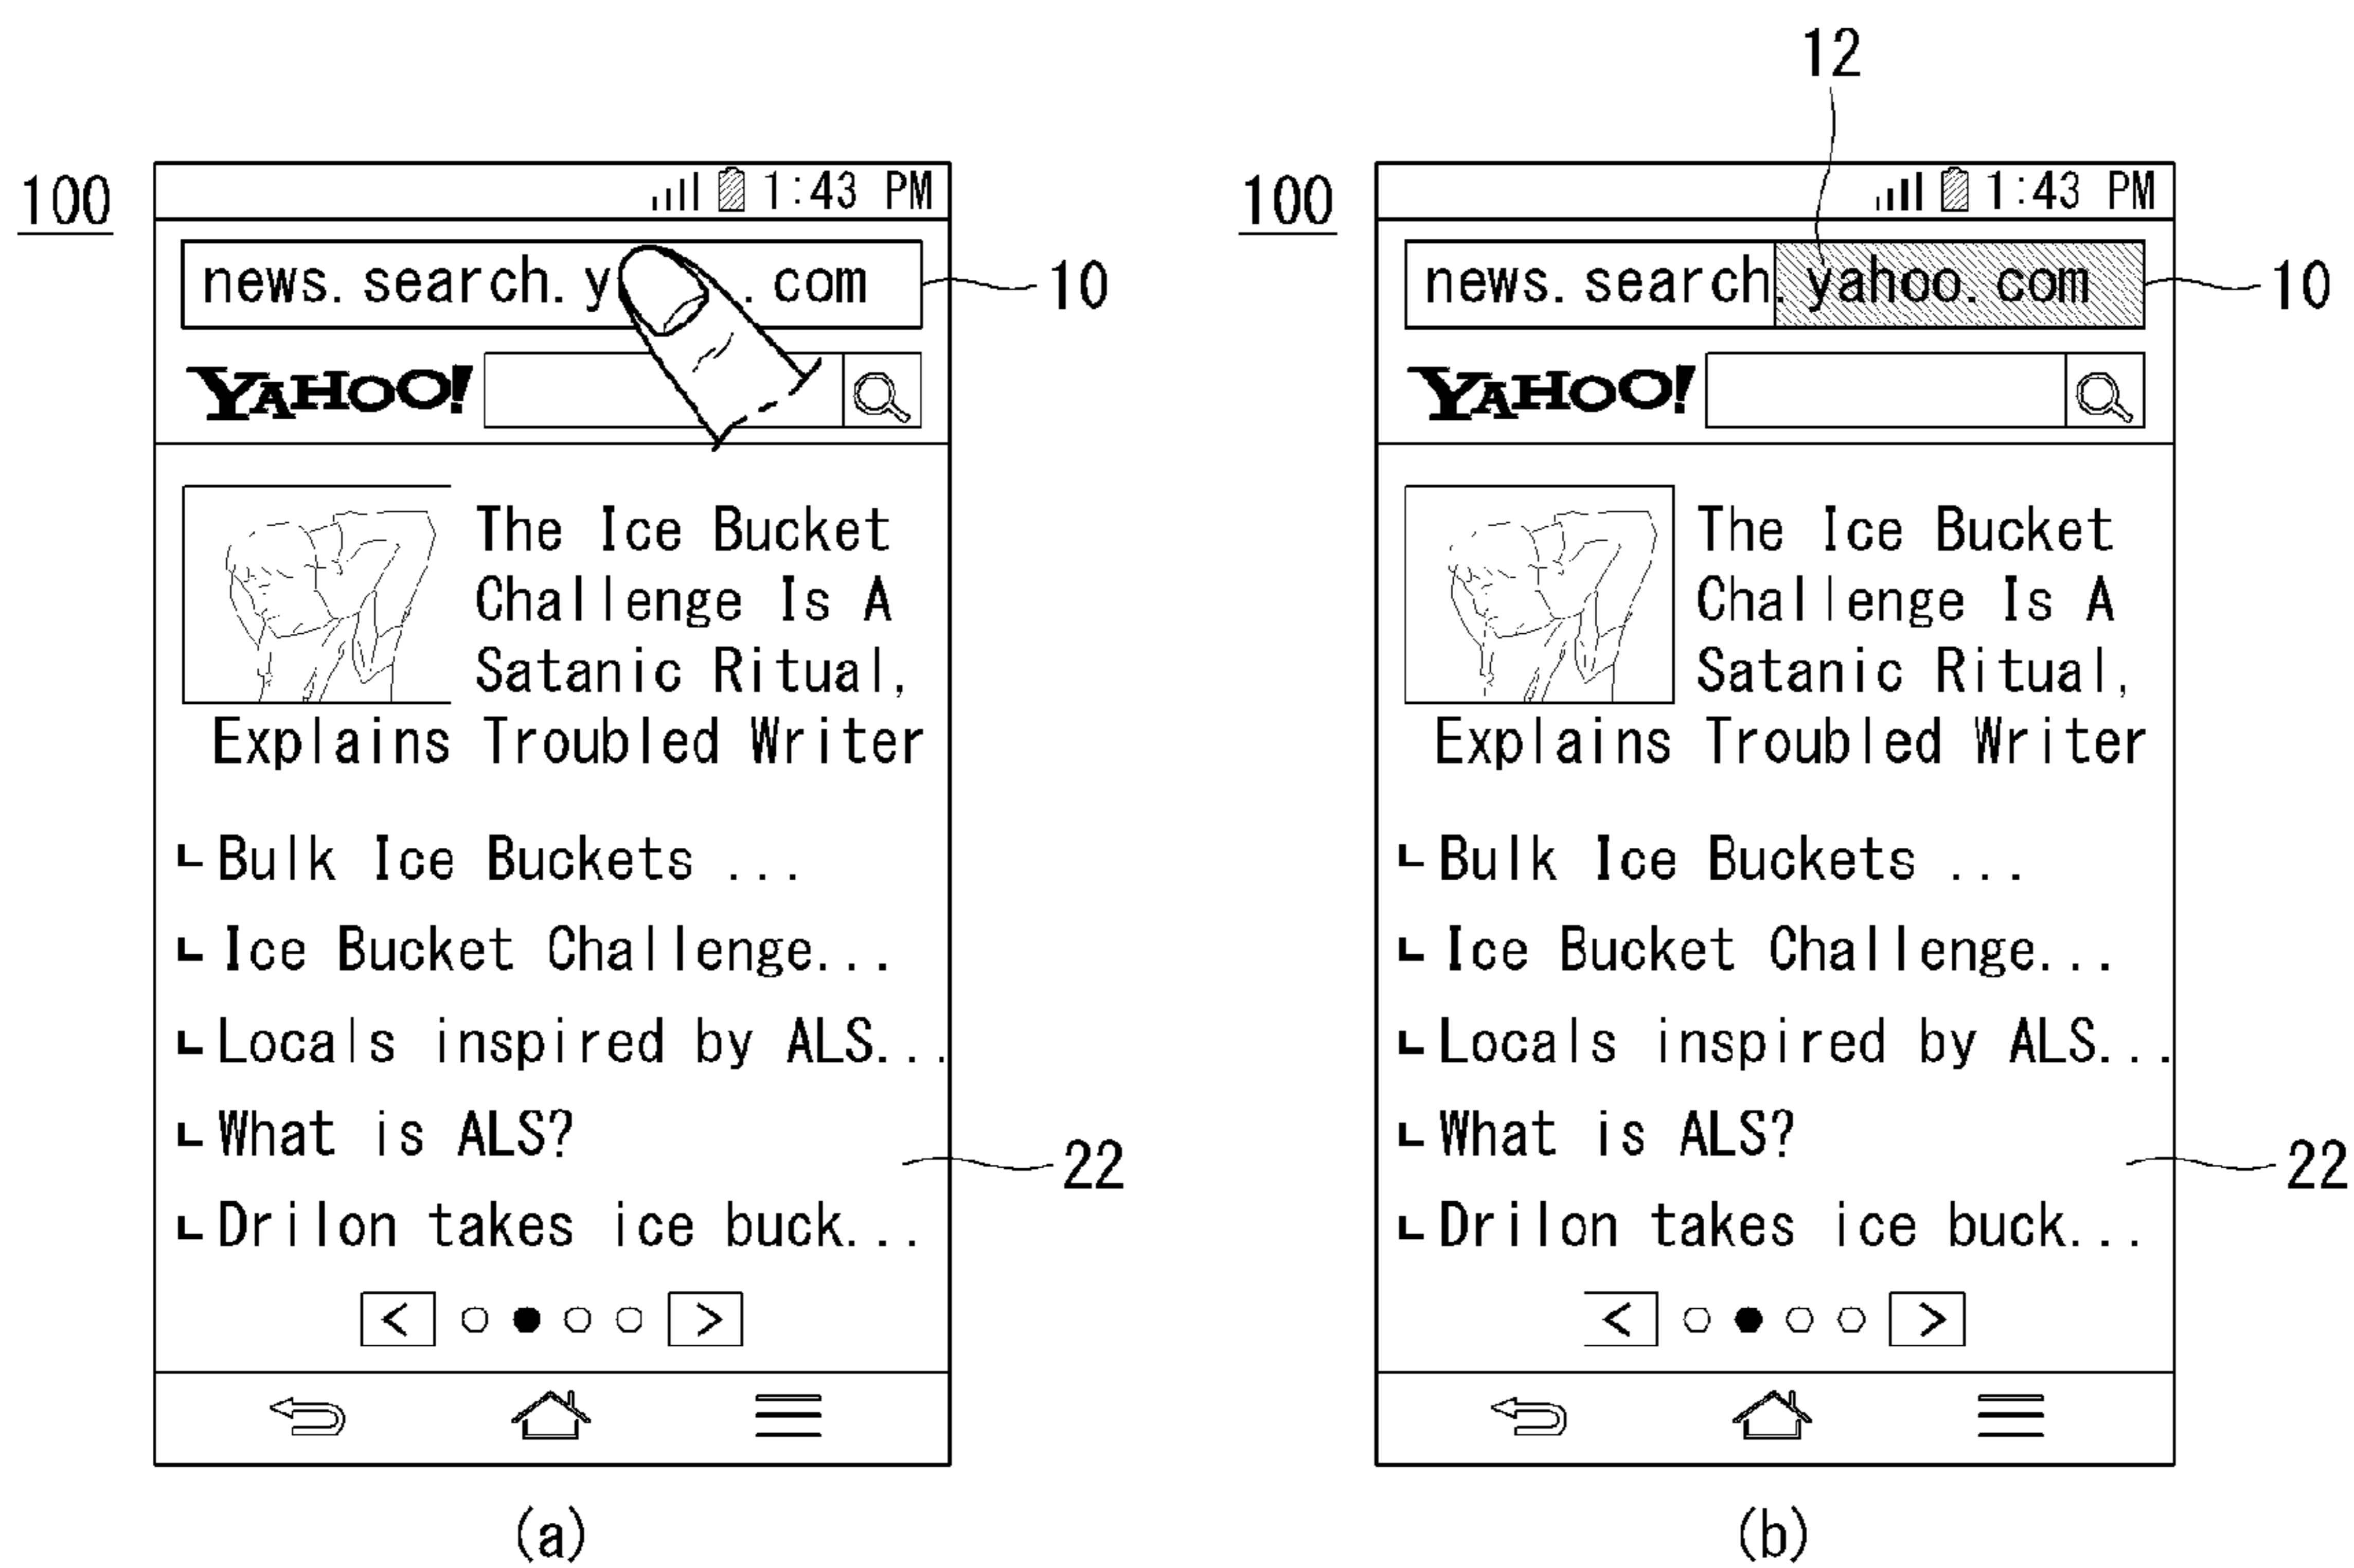 12
100
1:43 PM
news.search.y .com
10
YAHOO!
The Ice Bucket
Challenge Is A
Satanic Ritual,
Explains Troubled Writer
Bulk Ice Buckets ...
Ice Bucket Challenge...
Locals inspired by ALS...
What is ALS?
22
Drilon takes ice buck...
< >
(a)
100
1:43 PM
news.search.yahoo.com
10
YAHOO!
The Ice Bucket
Challenge Is A
Satanic Ritual,
Explains Troubled Writer
Bulk Ice Buckets ...
Ice Bucket Challenge...
Locals inspired by ALS...
What is ALS?
22
Drilon takes ice buck...
< >
(b)